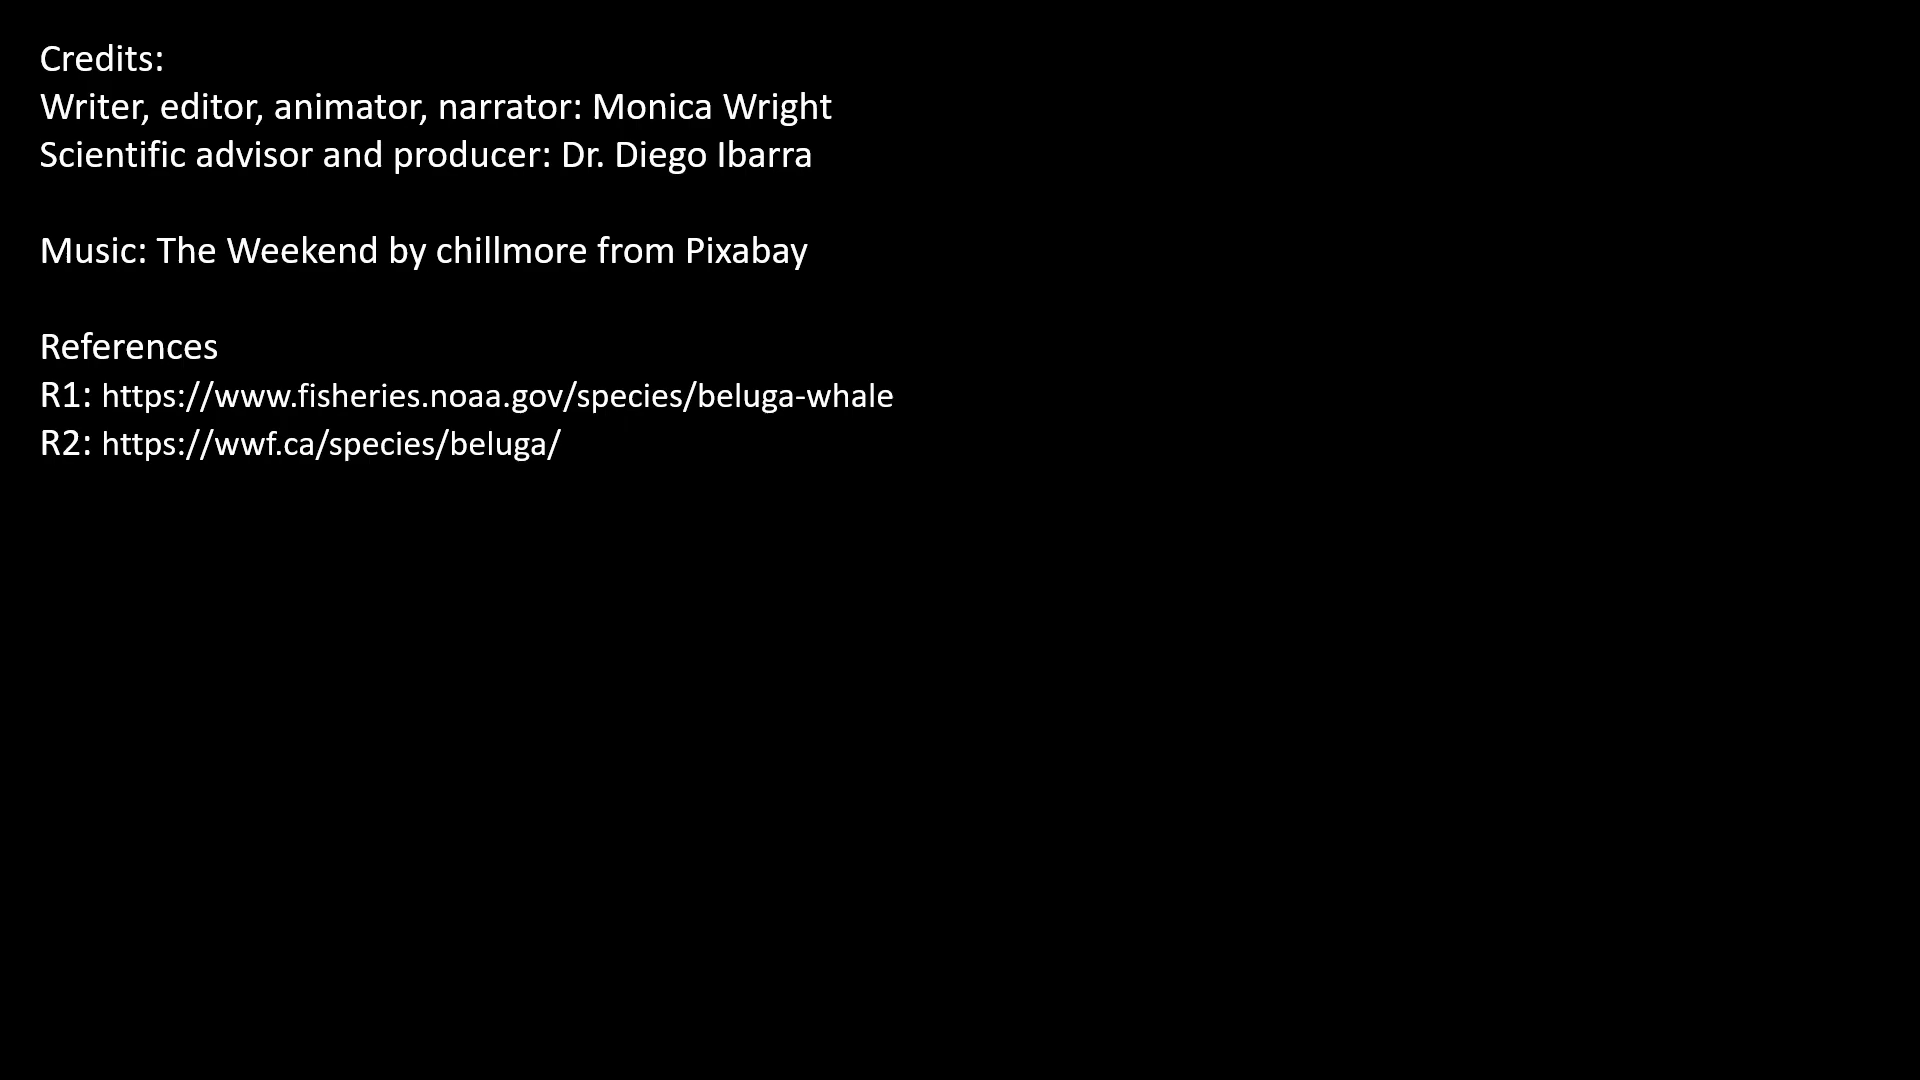 Credits:
Writer, editor, animator, narrator: Monica Wright
Scientific advisor and producer: Dr. Diego Ibarra
Music: The Weekend by chillmore from Pixabay
References
R1: https://www.fisheries.noaa.gov/species/beluga-whale
R2: https://wwf.ca/species/beluga/